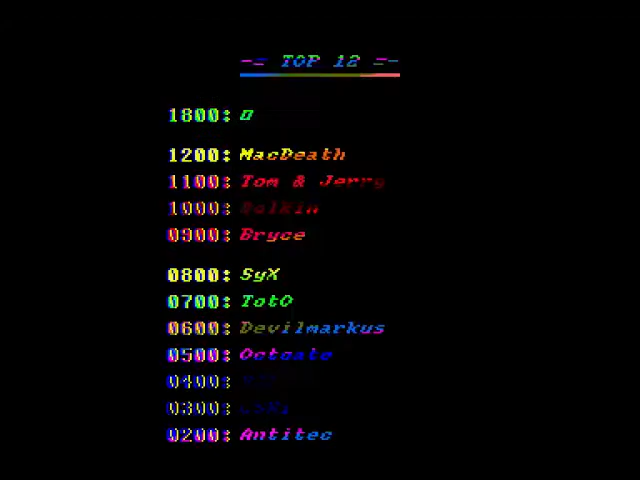 -= TOP 12 =-
1800:
1200: MacDeath
1100: Tom & Jerry
1000: Balkin
0900: Bryce
0800: SyX
0700: TotO
0600: Devilmarkus
0500: Octoate
0400:
0300:
0200: Antitec